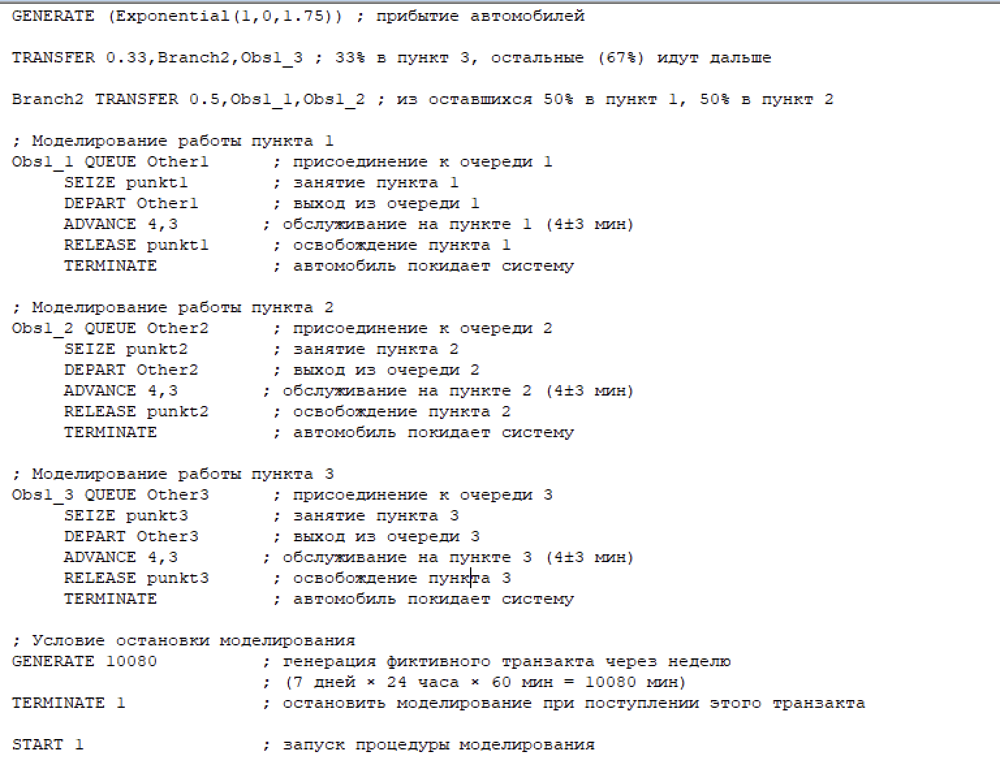 GENERATE (Exponential(1,0,1.75)) ; прибытие автомобилей
TRANSFER 0.33,Branch2,Obsl_3 ; 33% в пункт 3, остальные (67%) идут дальше
Branch2 TRANSFER 0.5,Obsl_1,Obsl_2 ; из оставшихся 50% в пункт 1, 50% в пункт 2
; Моделирование работы пункта 1
Obsl_1 QUEUE Other1 ; присоединение к очереди 1
SEIZE punkt1 ; занятие пункта 1
DEPART Other1 ; выход из очереди 1
ADVANCE 4,3 ; обслуживание на пункте 1 (4±3 мин)
RELEASE punkt1 ; освобождение пункта 1
TERMINATE ; автомобиль покидает систему
; Моделирование работы пункта 2
Obsl_2 QUEUE Other2 ; присоединение к очереди 2
SEIZE punkt2 ; занятие пункта 2
DEPART Other2 ; выход из очереди 2
ADVANCE 4,3 ; обслуживание на пункте 2 (4±3 мин)
RELEASE punkt2 ; освобождение пункта 2
TERMINATE ; автомобиль покидает систему
; Моделирование работы пункта 3
Obsl_3 QUEUE Other3 ; присоединение к очереди 3
SEIZE punkt3 ; занятие пункта 3
DEPART Other3 ; выход из очереди 3
ADVANCE 4,3 ; обслуживание на пункте 3 (4±3 мин)
RELEASE punkt3 ; освобождение пункта 3
TERMINATE ; автомобиль покидает систему
; Условие остановки моделирования
GENERATE 10080 ; генерация фиктивного транзакта через неделю
; (7 дней × 24 часа × 60 мин = 10080 мин)
TERMINATE 1 ; остановить моделирование при поступлении этого транзакта
START 1 ; запуск процедуры моделирования